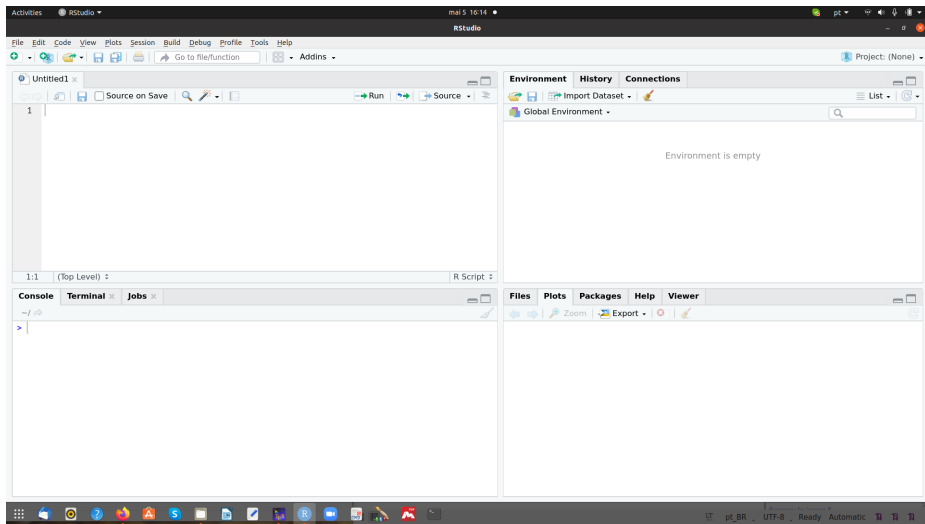 Activities RStudio mai 5 16:14 pt
RStudio
File Edit Code View Plots Session Build Debug Profile Tools Help
Go to file/function Addins Project: (None)
Untitled1
Source on Save Run Source
1
1:1 (Top Level) R Script
Environment History Connections
Import Dataset List
Global Environment
Environment is empty
Console Terminal Jobs
~/
>
Files Plots Packages Help Viewer
Zoom Export
pt_BR UTF-8 Ready Automatic